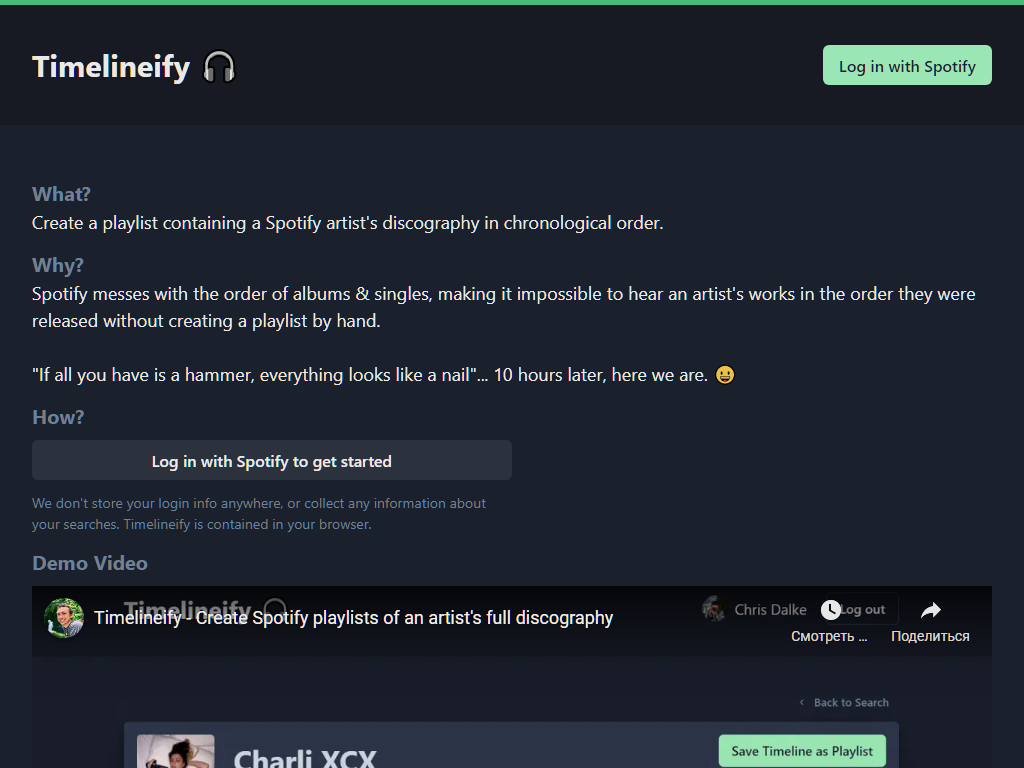 Timelineify
Log in with Spotify
What?
Create a playlist containing a Spotify artist's discography in chronological order.
Why?
Spotify messes with the order of albums & singles, making it impossible to hear an artist's works in the order they were
released without creating a playlist by hand.
"If all you have is a hammer, everything looks like a nail"... 10 hours later, here we are. 😀
How?
Log in with Spotify to get started
We don't store your login info anywhere, or collect any information about
your searches. Timelineify is contained in your browser.
Demo Video
Timelineify
Timelineify - Create Spotify playlists of an artist's full discography
Chris Dalke
Log out
Смотреть ...
Поделиться
‹ Back to Search
Charli XCX
Save Timeline as Playlist